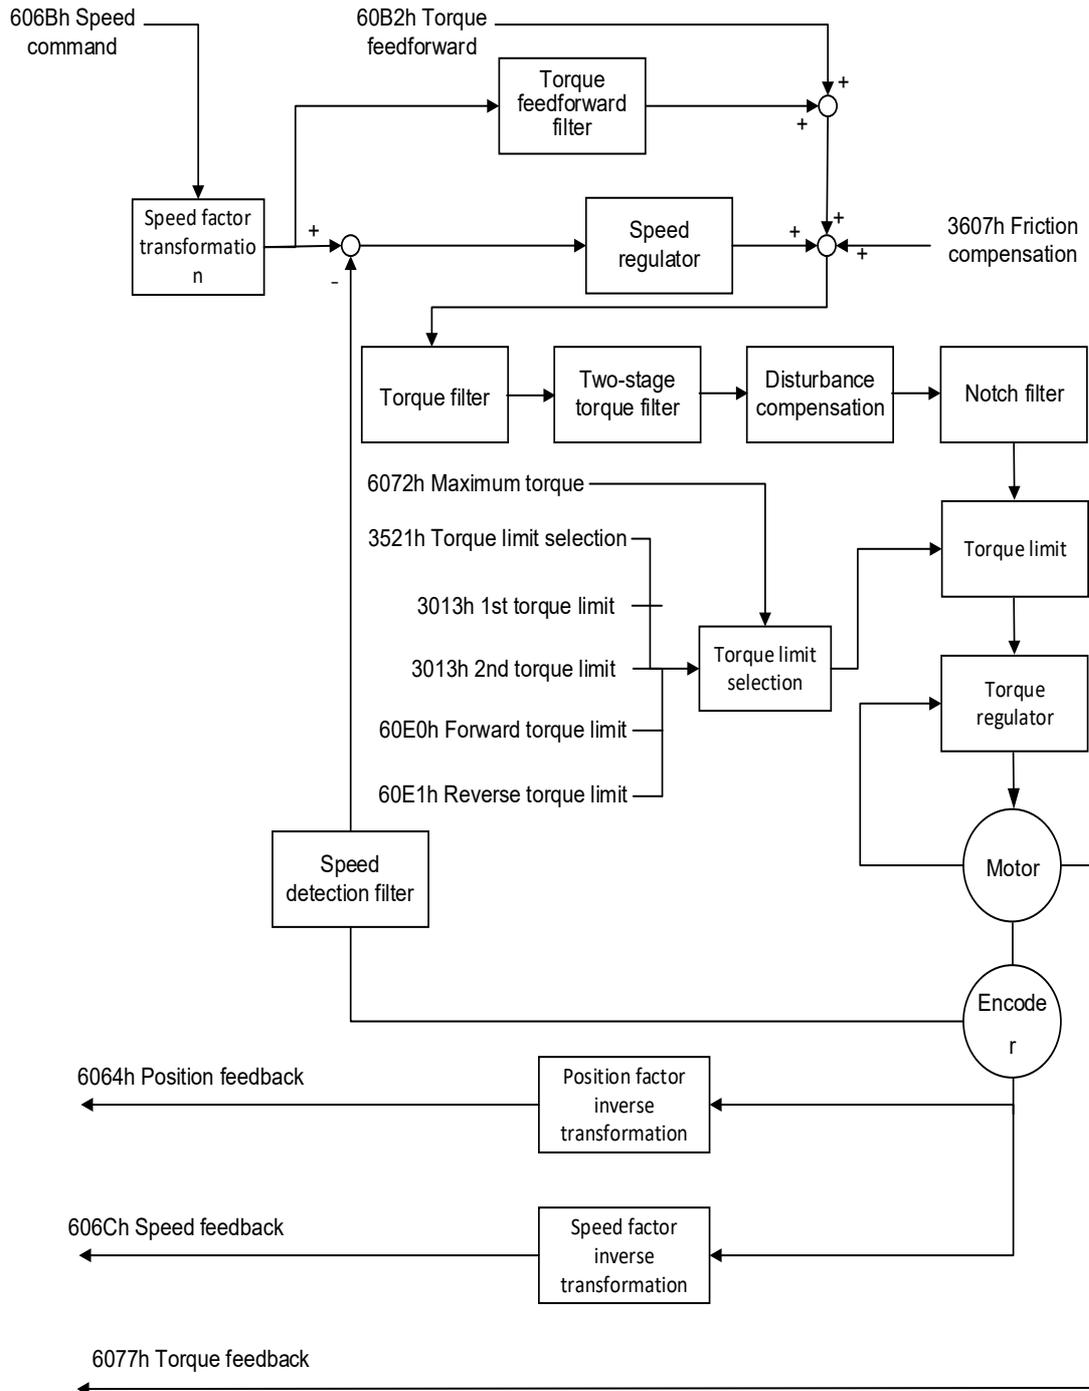 606Bh Speed
command
60B2h Torque
feedforward
+
Torque
feedforward
filter
+
Speed factor
transformatio
n
+
-
Speed
regulator
+
+
+
3607h Friction
compensation
Torque filter
Two-stage
torque filter
Disturbance
compensation
Notch filter
6072h Maximum torque
3521h Torque limit selection
3013h 1st torque limit
3013h 2nd torque limit
60E0h Forward torque limit
60E1h Reverse torque limit
Torque limit
selection
Torque limit
Torque
regulator
Speed
detection filter
Motor
Encode
r
6064h Position feedback
Position factor
inverse
transformation
606Ch Speed feedback
Speed factor
inverse
transformation
6077h Torque feedback